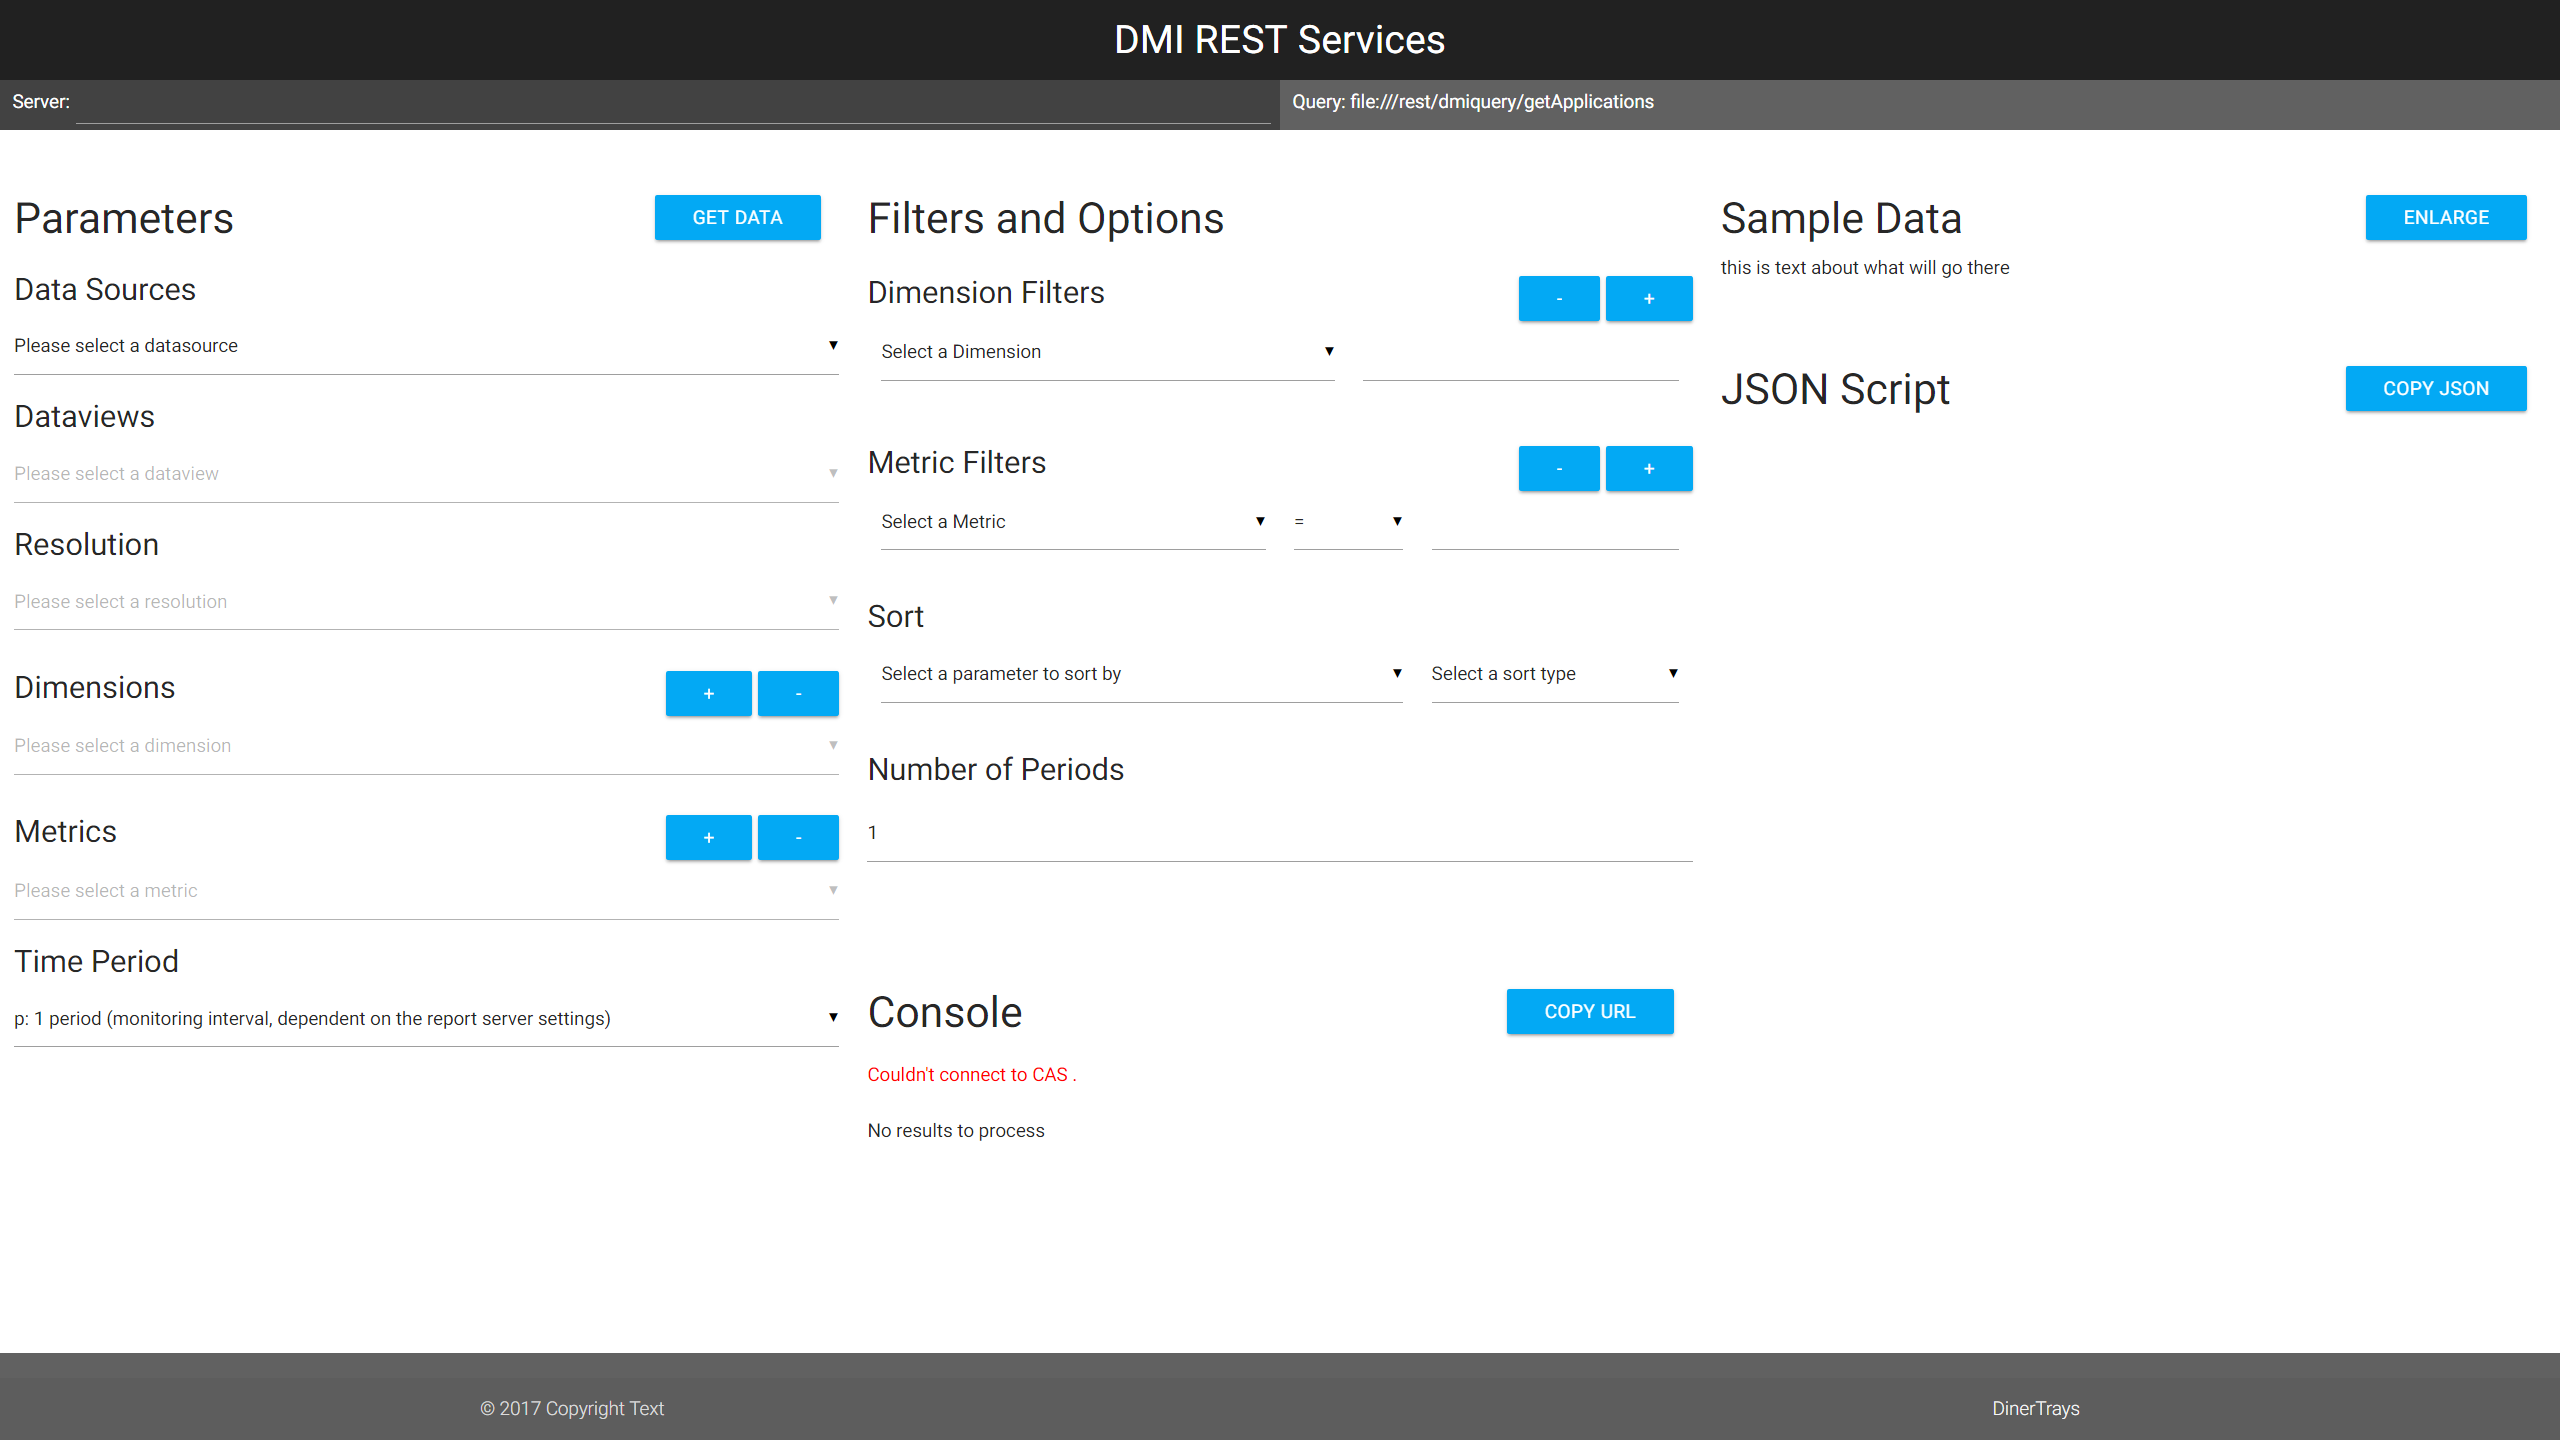 DMI REST Services
Server:
Query: file:///rest/dmiquery/getApplications
Parameters
GET DATA
Data Sources
Please select a datasource ▼
Dataviews
Please select a dataview ▼
Resolution
Please select a resolution ▼
Dimensions
+ -
Please select a dimension ▼
Metrics
+ -
Please select a metric ▼
Time Period
p: 1 period (monitoring interval, dependent on the report server settings) ▼
Filters and Options
Dimension Filters
- +
Select a Dimension ▼
Metric Filters
- +
Select a Metric ▼ = ▼
Sort
Select a parameter to sort by ▼ Select a sort type ▼
Number of Periods
1
Console
COPY URL
Couldn't connect to CAS .
No results to process
Sample Data
ENLARGE
this is text about what will go there
JSON Script
COPY JSON
© 2017 Copyright Text
DinerTrays